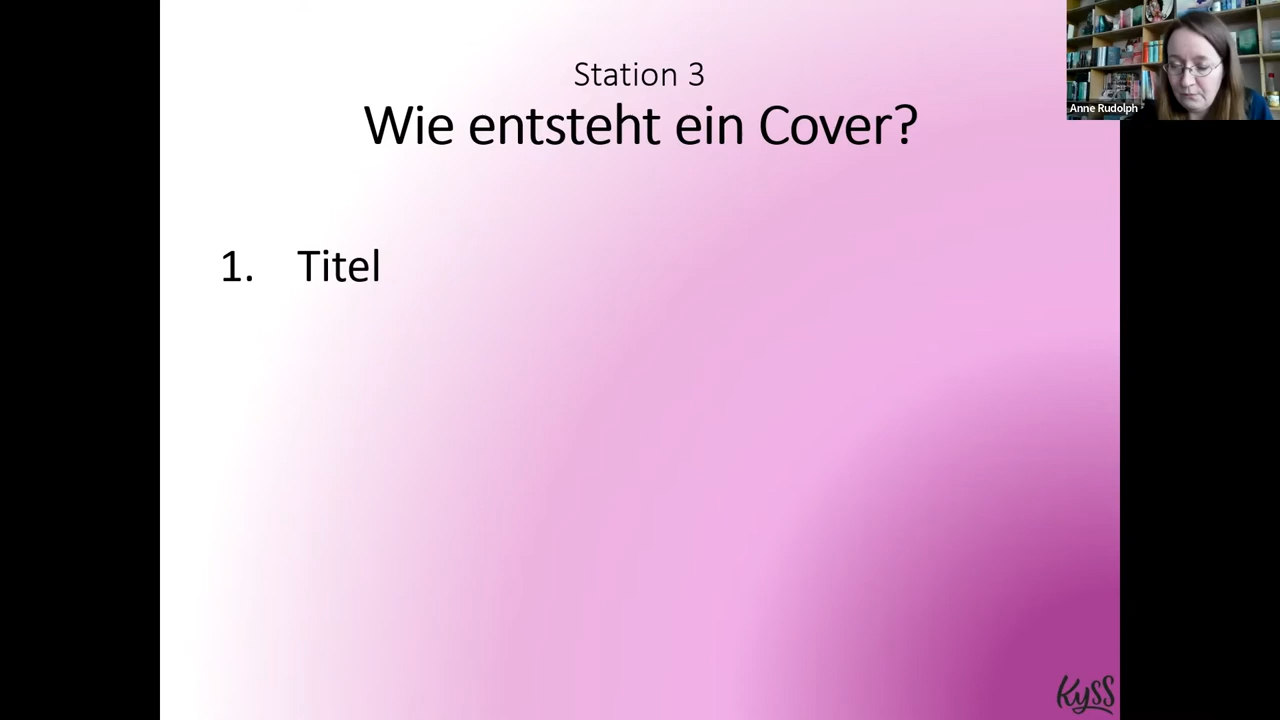 Station 3
Wie entsteht ein Cover?
Anne Rudolph
1. Titel
Kyss